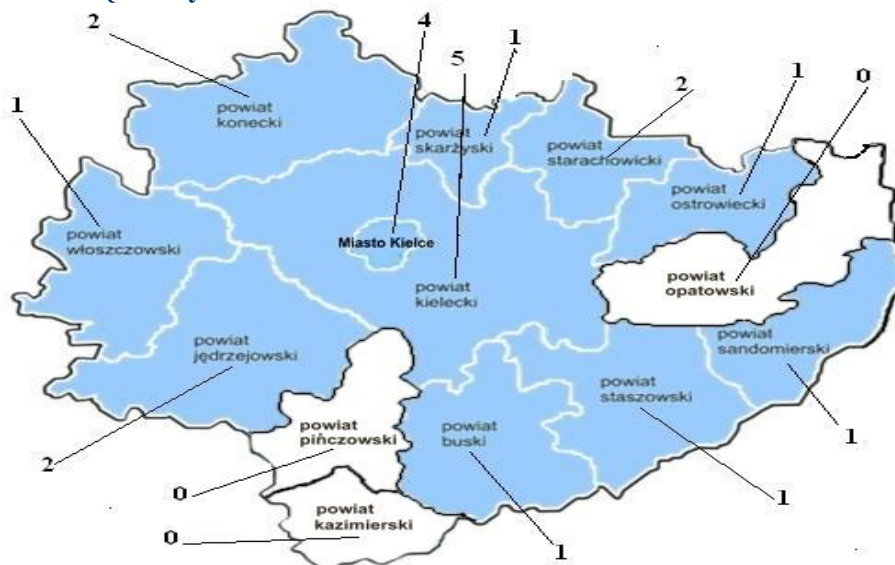 2
4
5
1
2
1
0
1
powiat
konecki
powiat
skarżyski
powiat
starachowicki
powiat
ostrowiecki
powiat
włoszczowski
Miasto Kielce
powiat
kielecki
powiat
opatowski
powiat
jędrzejowski
powiat
sandomierski
powiat
staszowski
powiat
pińczowski
powiat
buski
powiat
kazimierski
2
0
0
1
1
1